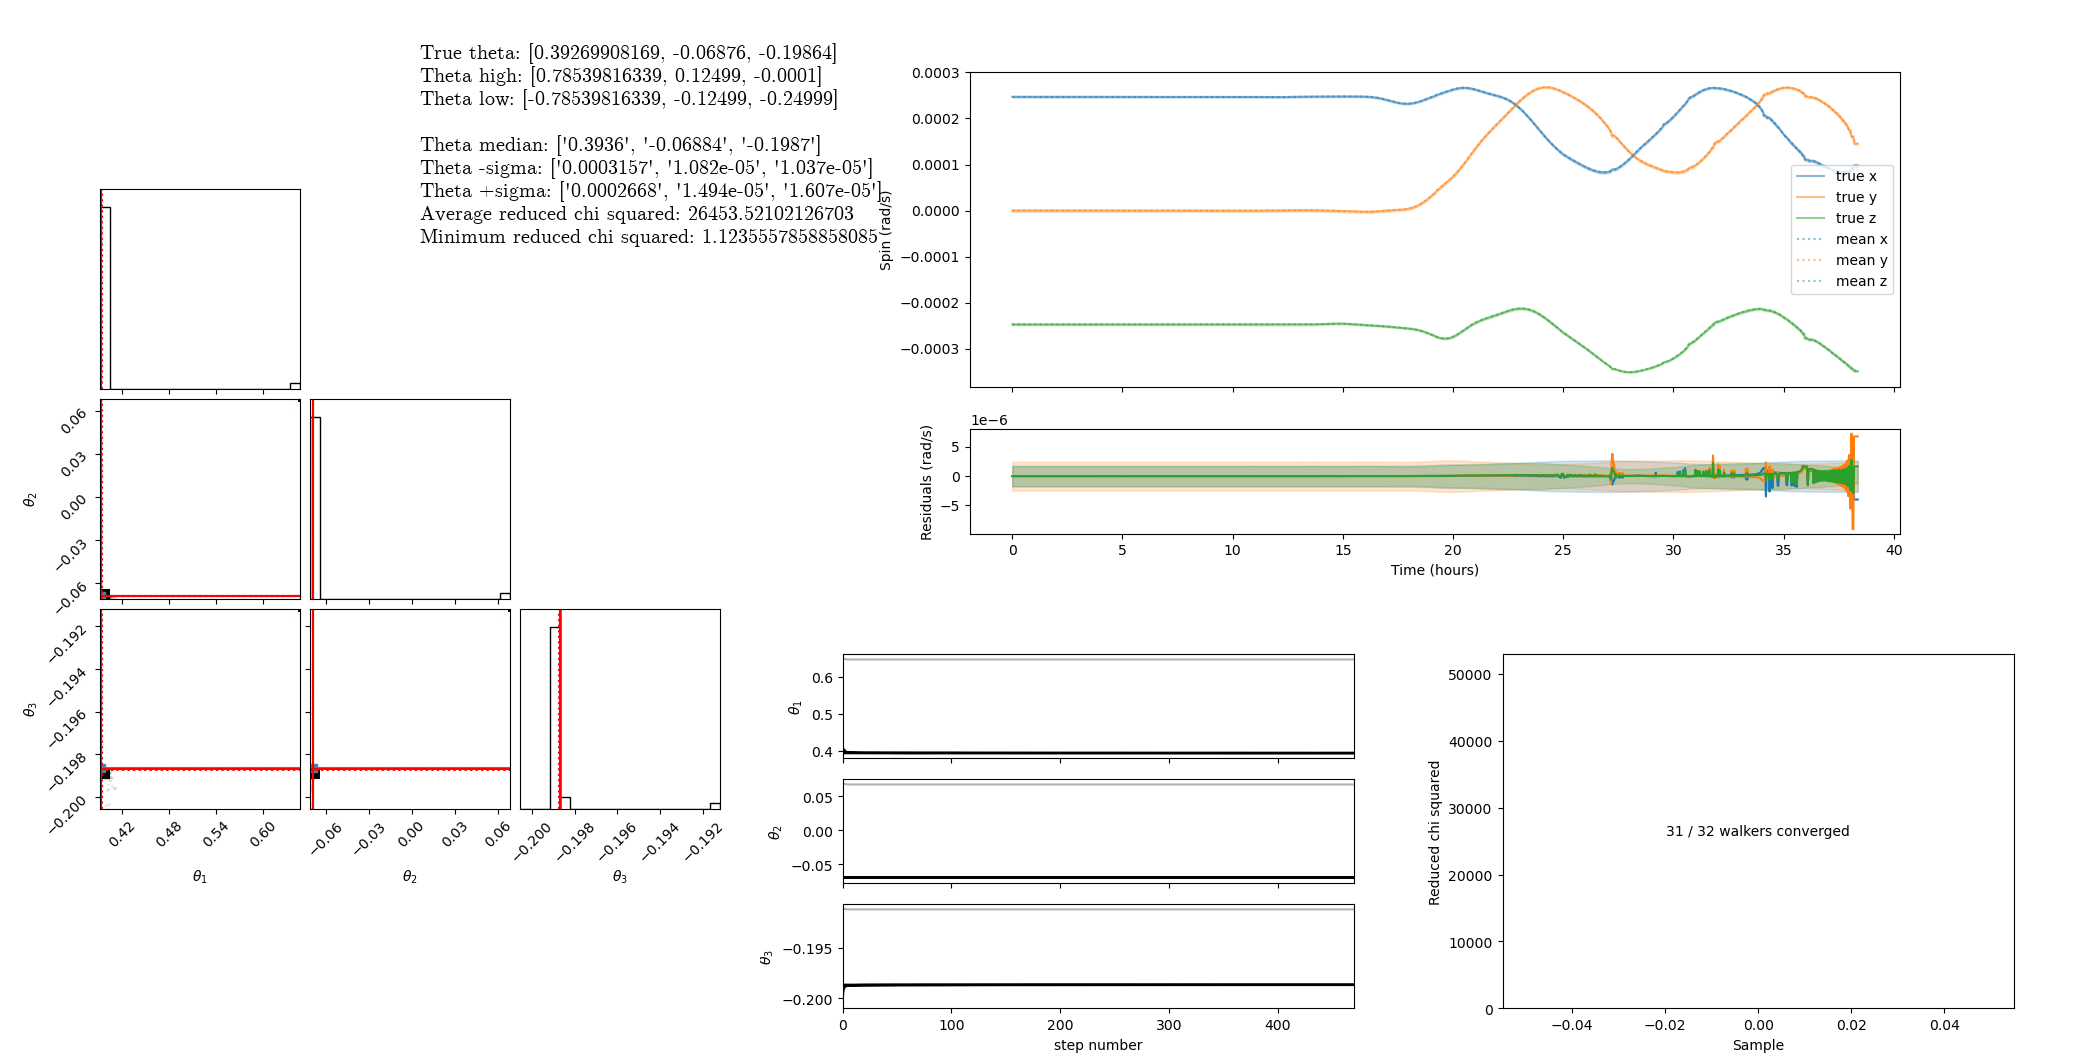 True theta: [0.39269908169, -0.06876, -0.19864]
Theta high: [0.78539816339, 0.12499, -0.0001]
Theta low: [-0.78539816339, -0.12499, -0.24999]
Theta median: ['0.3936', '-0.06884', '-0.1987']
Theta -sigma: ['0.0003157', '1.082e-05', '1.037e-05']
Theta +sigma: ['0.0002668', '1.494e-05', '1.607e-05']
Average reduced chi squared: 26453.52102126703
Minimum reduced chi squared: 1.1235557858858085
0.0003
0.0002
0.0001
0.0000
−0.0001
−0.0002
−0.0003
Spin (rad/s)
true x
true y
true z
mean x
mean y
mean z
1e−6
5
0
−5
Residuals (rad/s)
0 5 10 15 20 25 30 35 40
Time (hours)
0.06
0.03
0.00
−0.03
−0.06
θ2
−0.192
−0.194
−0.196
−0.198
−0.200
θ3
0.42 0.48 0.54 0.60
θ1
−0.06 −0.03 0.00 0.03 0.06
θ2
−0.200 −0.198 −0.196 −0.194 −0.192
θ3
0.6
0.5
0.4
θ1
0.05
0.00
−0.05
θ2
−0.195
−0.200
θ3
0 100 200 300 400
step number
50000
40000
30000
20000
10000
0
Reduced chi squared
31 / 32 walkers converged
−0.04 −0.02 0.00 0.02 0.04
Sample